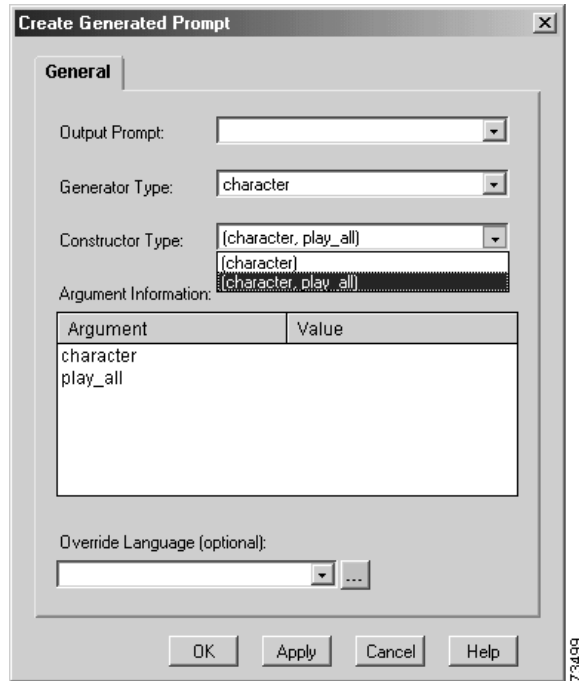 Create Generated Prompt
General
Output Prompt:
Generator Type: character
Constructor Type: (character, play_all)
(character)
(character, play_all)
Argument Information:
Argument Value
character
play_all
Override Language (optional):
...
OK Apply Cancel Help
73499